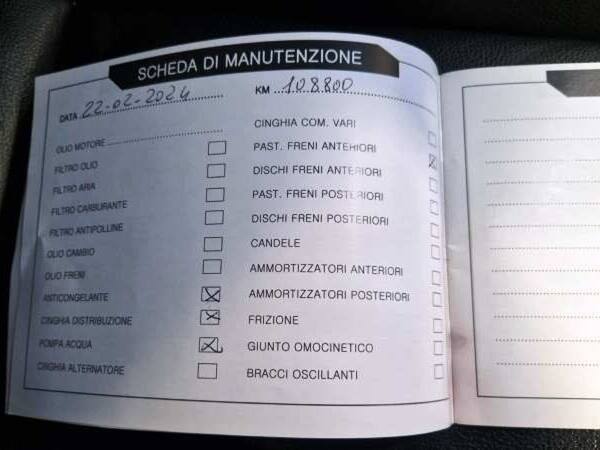 SCHEDA DI MANUTENZIONE
DATA 22-02-2024
KM 108800
OLIO MOTORE
FILTRO OLIO
FILTRO ARIA
FILTRO CARBURANTE
FILTRO ANTIPOLLINE
OLIO CAMBIO
OLIO FRENI
ANTICONGELANTE
CINGHIA DISTRIBUZIONE
POMPA ACQUA
CINGHIA ALTERNATORE
CINGHIA COM. VARI
PAST. FRENI ANTERIORI
DISCHI FRENI ANTERIORI
PAST. FRENI POSTERIORI
DISCHI FRENI POSTERIORI
CANDELE
AMMORTIZZATORI ANTERIORI
AMMORTIZZATORI POSTERIORI
FRIZIONE
GIUNTO OMOCINETICO
BRACCI OSCILLANTI